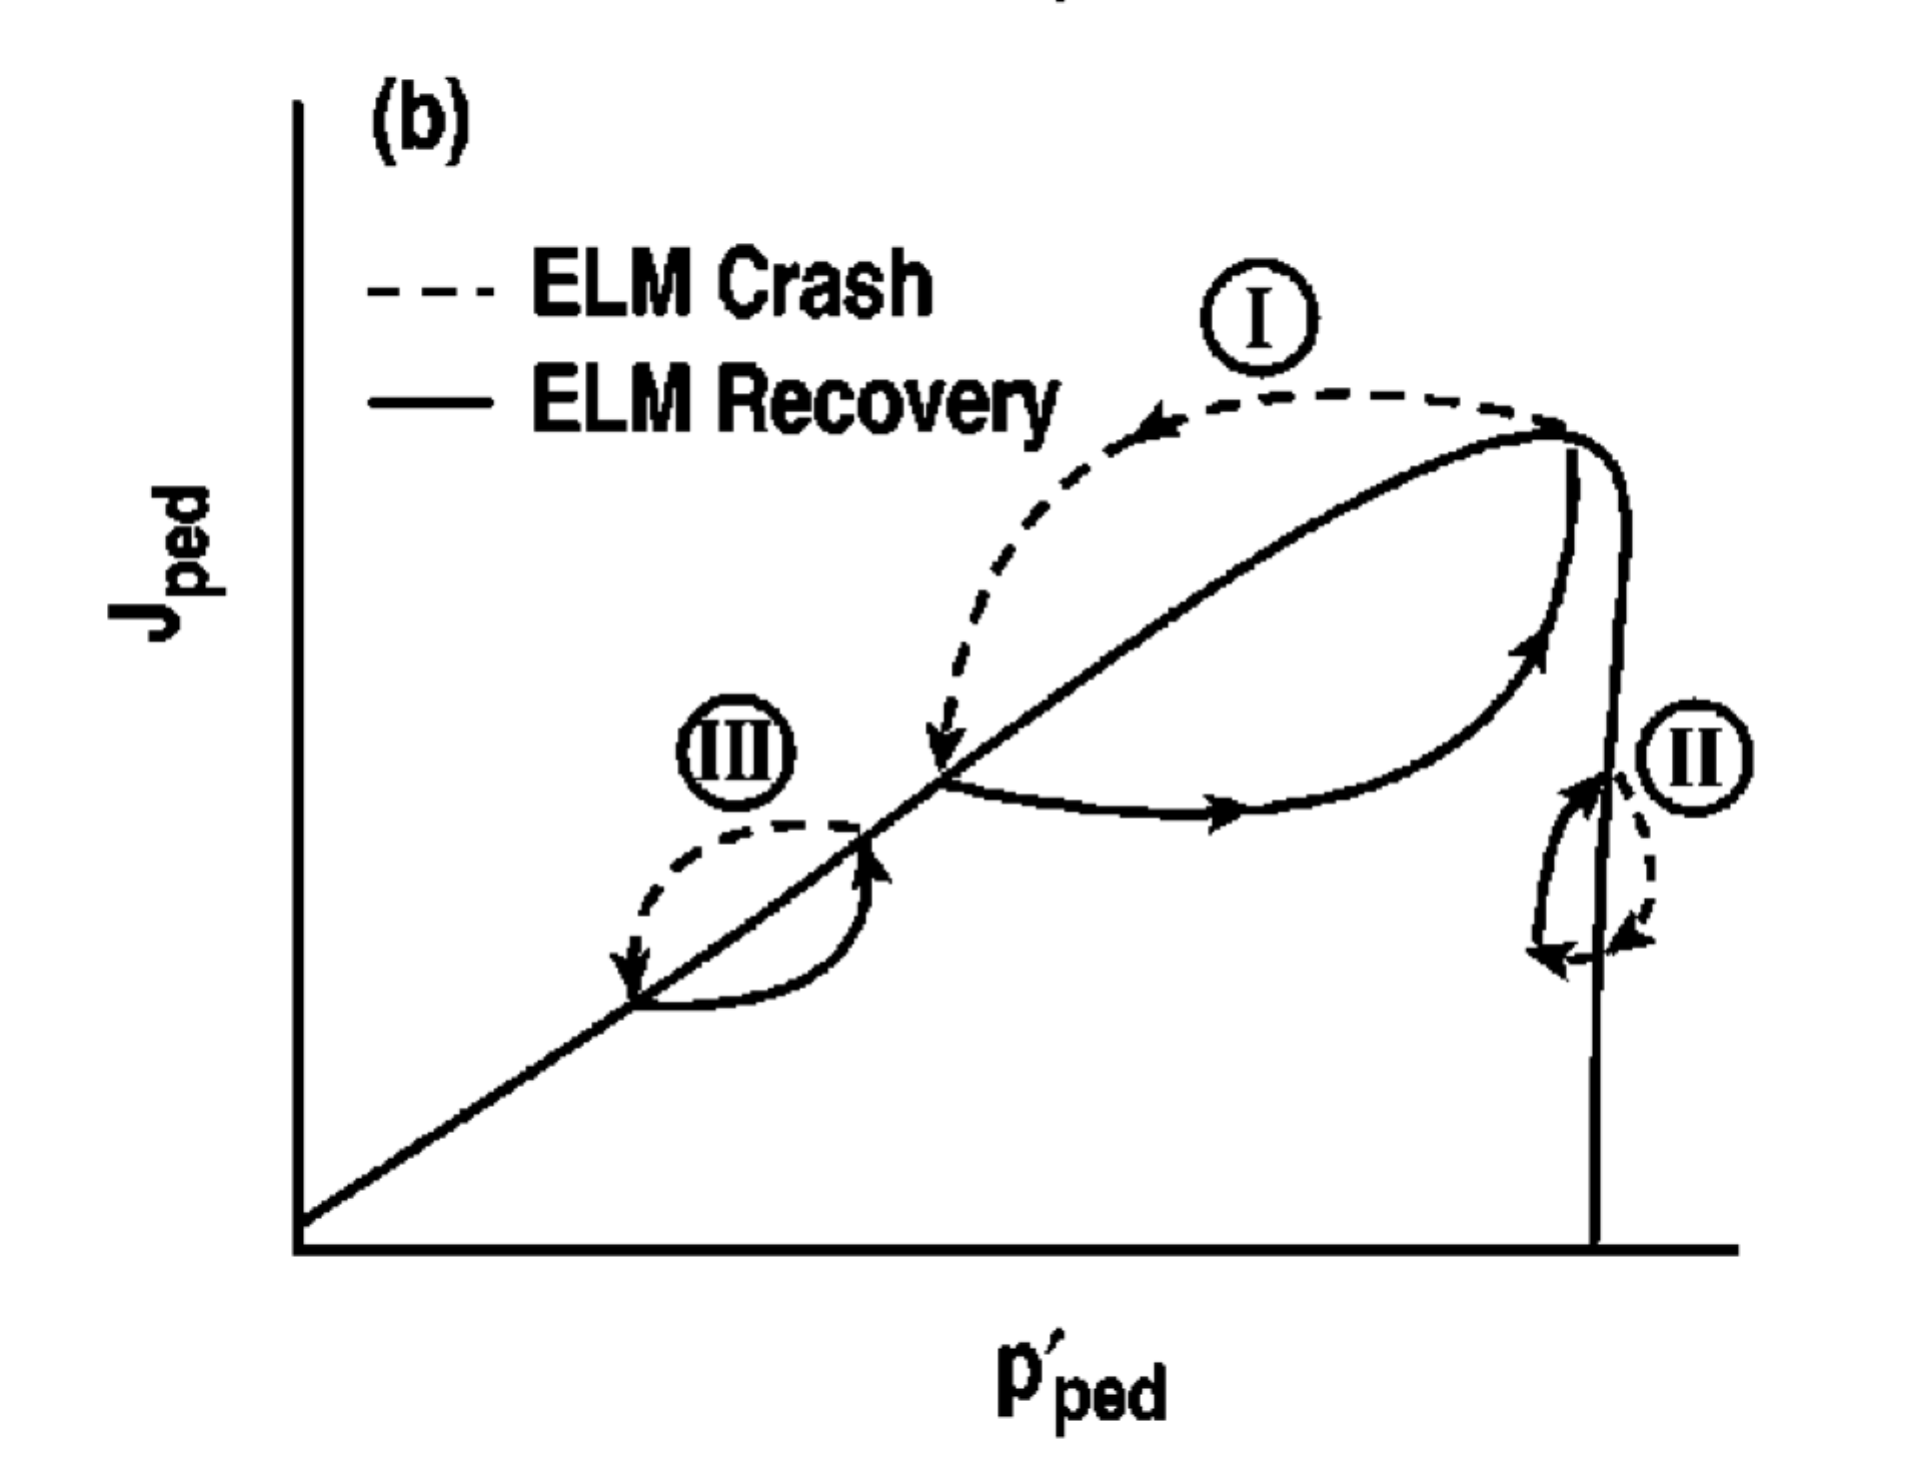 (b)
ELM Crash
ELM Recovery
I
III
II
Jped
p′ped